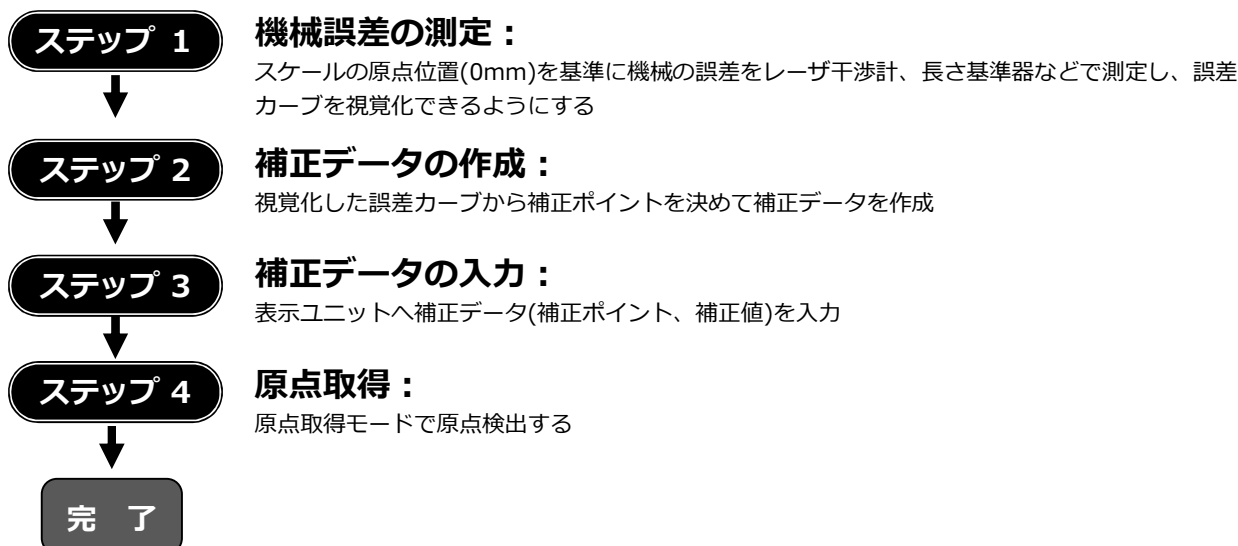 ステップ 1
機械誤差の測定：
スケールの原点位置(0mm)を基準に機械の誤差をレーザ干渉計、長さ基準器などで測定し、誤差
カーブを視覚化できるようにする
ステップ 2
補正データの作成：
視覚化した誤差カーブから補正ポイントを決めて補正データを作成
ステップ 3
補正データの入力：
表示ユニットへ補正データ(補正ポイント、補正値)を入力
ステップ 4
原点取得：
原点取得モードで原点検出する
完　了